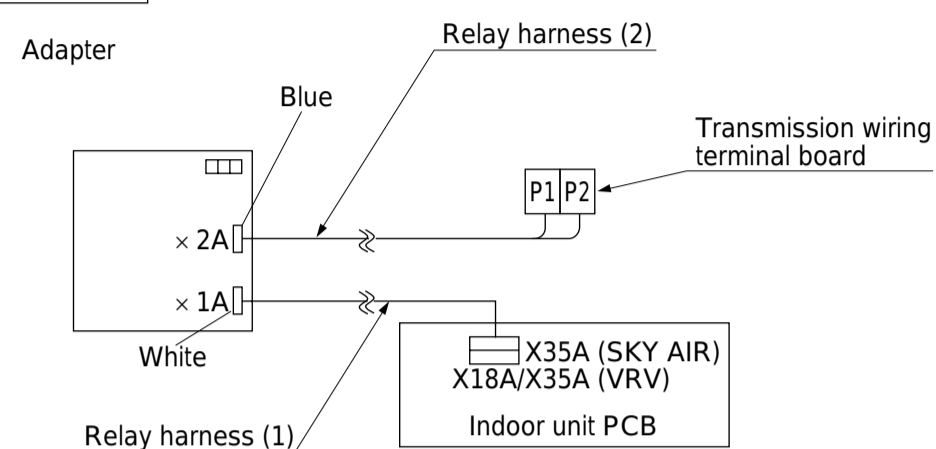 Adapter
Relay harness (2)
Blue
Transmission wiring
terminal board
P1 P2
× 2A
× 1A
White
X35A (SKY AIR)
X18A/X35A (VRV)
Indoor unit PCB
Relay harness (1)